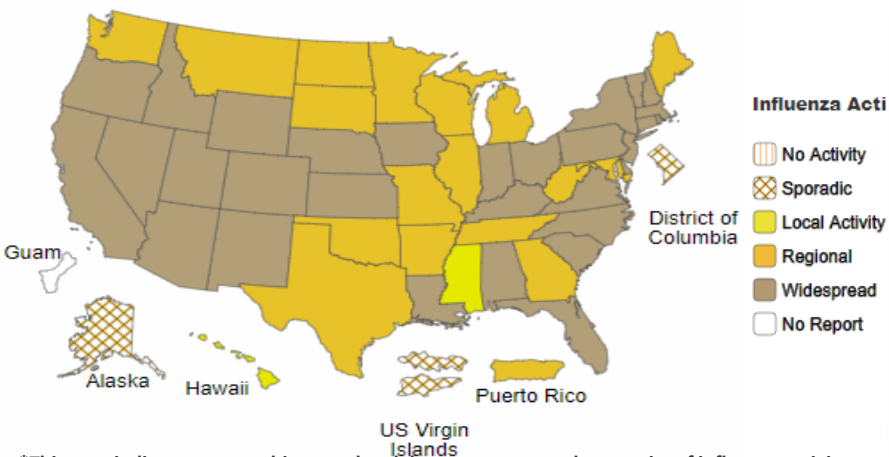 Influenza Acti
No Activity
Sporadic
Local Activity
Regional
Widespread
No Report
District of
Columbia
Guam
Alaska
Hawaii
Puerto Rico
US Virgin
Islands